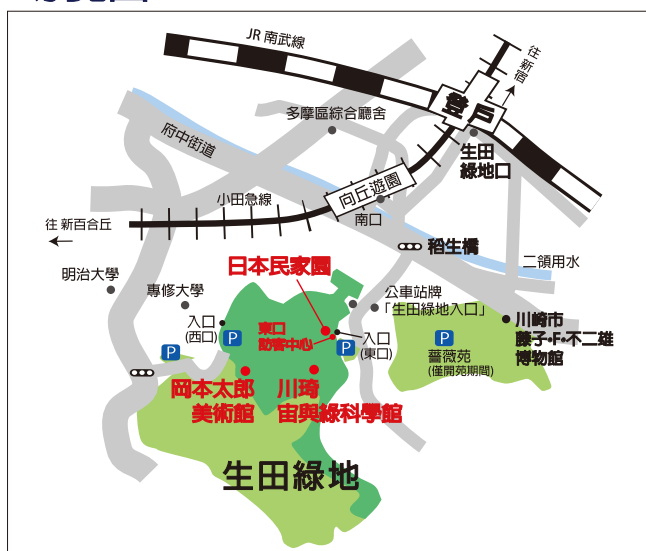 JR 南武線
往 新宿
登戶
多摩區綜合廳舍
府中街道
生田
綠地口
向丘遊園
小田急線
南口
往 新百合丘
稻生橋
二領用水
日本民家園
明治大學
專修大學
公車站牌
「生田綠地入口」
入口
(西口)
東口
訪客中心
入口
(東口)
川崎市
藤子・F・不二雄
博物館
P
P
P
P
薔薇苑
(僅開苑期間)
岡本太郎
美術館
川琦
宙與綠科學館
生田綠地